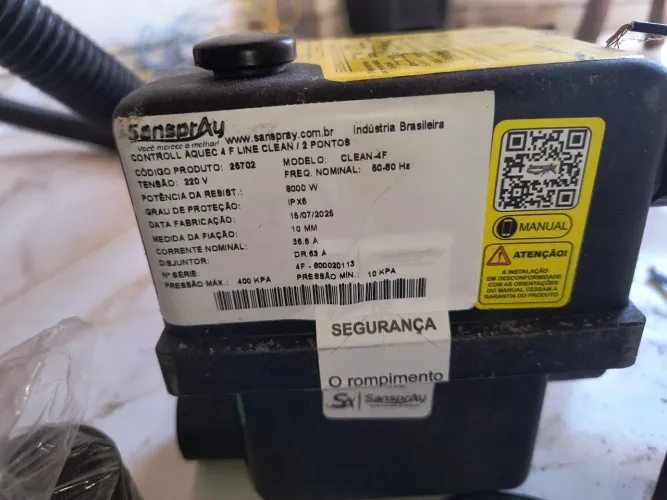 Sanspray
Você merece o melhor!
www.sanspray.com.br Indústria Brasileira
CONTROLL AQUEC 4 F LINE CLEAN / 2 PONTOS
CÓDIGO PRODUTO: 26702 MODELO: CLEAN-4F
TENSÃO: 220 V FREQ. NOMINAL: 50-60 Hz
POTÊNCIA DA RESIST.: 8000 W
GRAU DE PROTEÇÃO: IPX5
DATA FABRICAÇÃO: 16/07/2025
MEDIDA DA FIAÇÃO: 10 MM
CORRENTE NOMINAL: 36,6 A
DISJUNTOR: DR 63 A
Nº SÉRIE: 4F - 600020113
PRESSÃO MÁX.: 400 KPA PRESSÃO MÍN.: 10 KPA
MANUAL
ATENÇÃO!
A INSTALAÇÃO
EM DESCONFORMIDADE
COM AS ORIENTAÇÕES
DO MANUAL CESSAM A
GARANTIA DO PRODUTO
SEGURANÇA
O rompimento
SA Sanspray